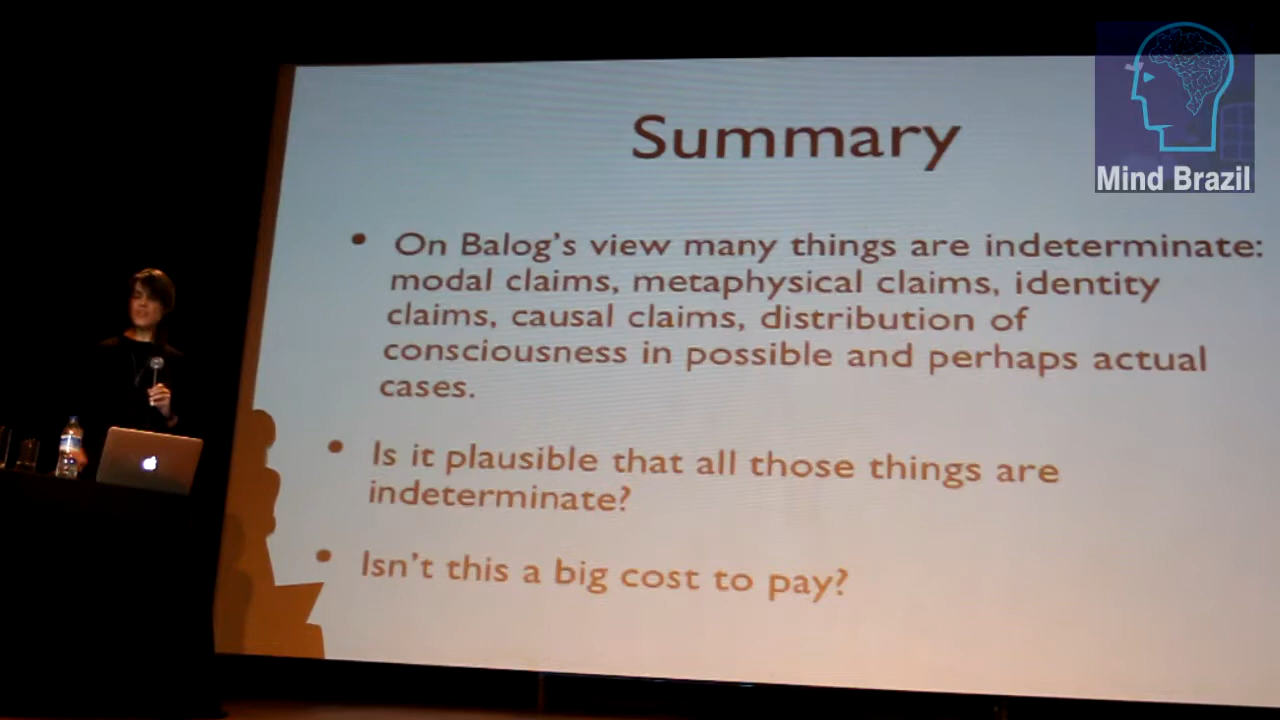 Summary
Mind Brazil
• On Balog's view many things are indeterminate:
modal claims, metaphysical claims, identity
claims, causal claims, distribution of
consciousness in possible and perhaps actual
cases.
• Is it plausible that all those things are
indeterminate?
• Isn't this a big cost to pay?